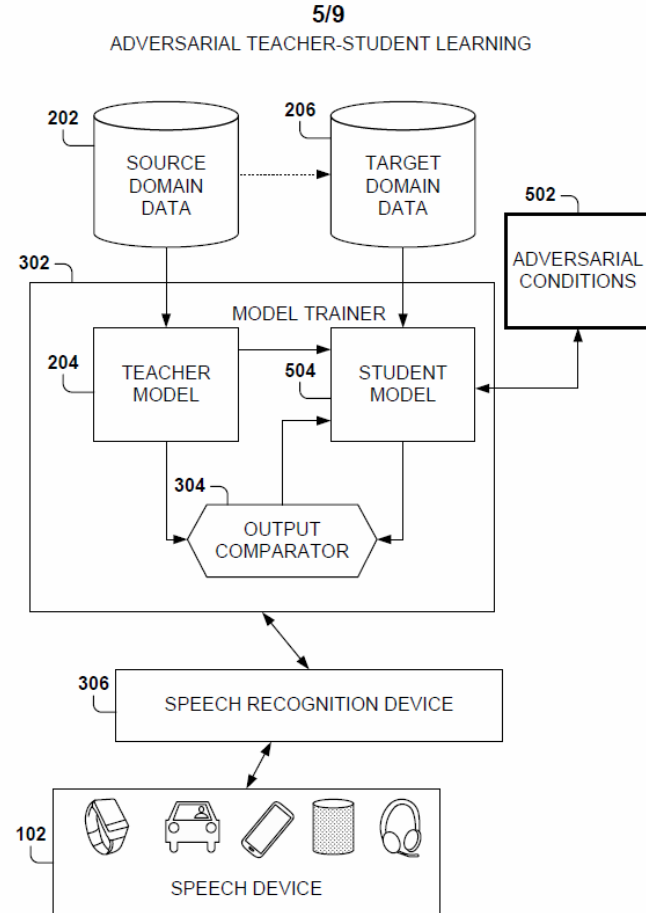 5/9
ADVERSARIAL TEACHER-STUDENT LEARNING
202
206
SOURCE
DOMAIN
DATA
TARGET
DOMAIN
DATA
502
ADVERSARIAL
CONDITIONS
302
MODEL TRAINER
204
TEACHER
MODEL
504
STUDENT
MODEL
304
OUTPUT
COMPARATOR
306
SPEECH RECOGNITION DEVICE
102
SPEECH DEVICE